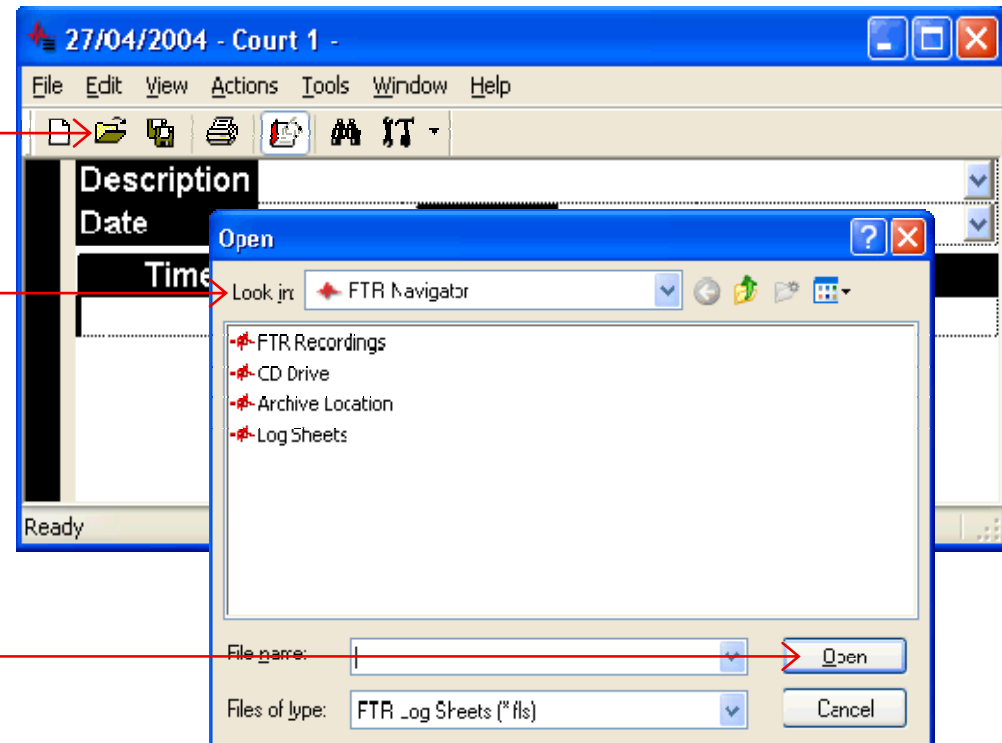 27/04/2004 - Court 1 -
File Edit View Actions Tools Window Help
Description
Date
Time
Open
Look in: FTR Navigator
FTR Recordings
CD Drive
Archive Location
Log Sheets
Ready
File name: Open
Files of type: FTR Log Sheets (*.fls) Cancel